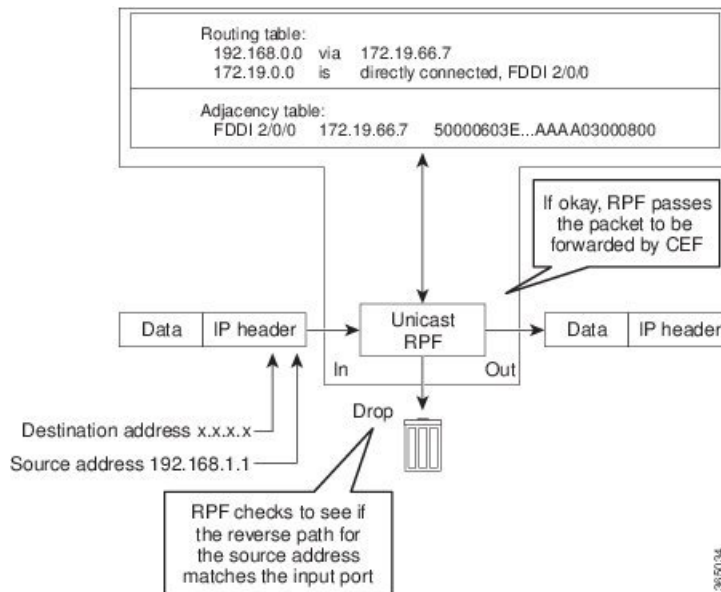 Routing table:
192.168.0.0 via 172.19.66.7
172.19.0.0 is directly connected, FDDI 2/0/0
Adjacency table:
FDDI 2/0/0 172.19.66.7 50000603E...AAAA03000800
If okay, RPF passes
the packet to be
forwarded by CEF
Data IP header
Unicast
RPF
Data IP header
In
Out
Drop
Destination address x.x.x.x
Source address 192.168.1.1
RPF checks to see if
the reverse path for
the source address
matches the input port
365034